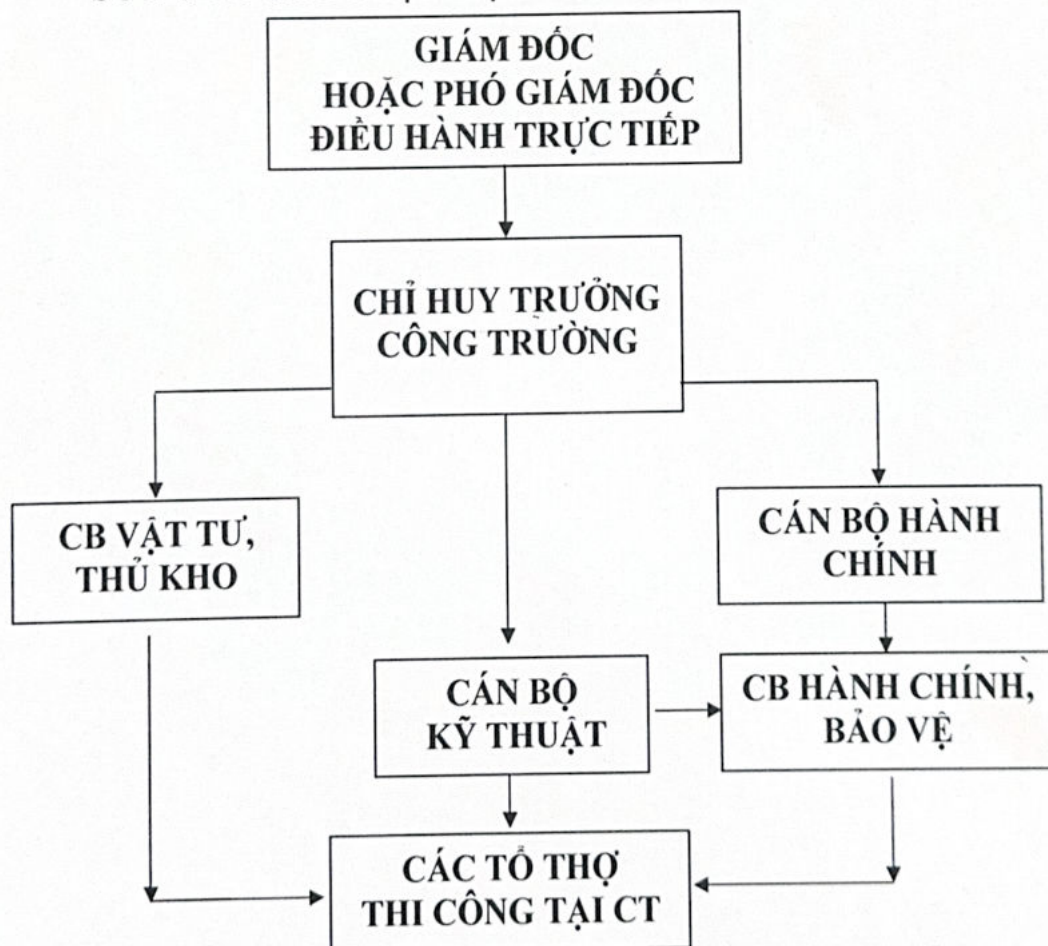 GIÁM ĐỐC
HOẶC PHÓ GIÁM ĐỐC
ĐIỀU HÀNH TRỰC TIẾP
CHỈ HUY TRƯỞNG
CÔNG TRƯỜNG
CB VẬT TƯ,
THỦ KHO
CÁN BỘ HÀNH
CHÍNH
CÁN BỘ
KỸ THUẬT
CB HÀNH CHÍNH,
BẢO VỆ
CÁC TỔ THỢ
THI CÔNG TẠI CT